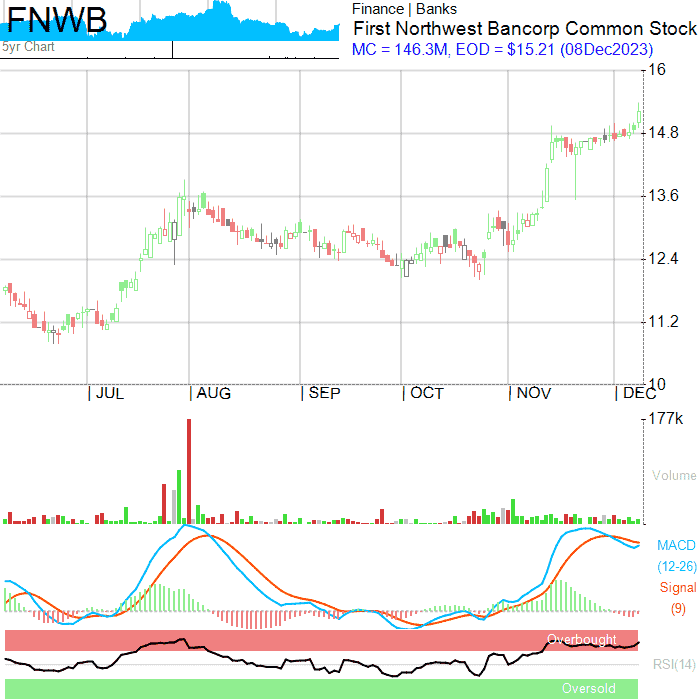 FNWB
Finance | Banks
First Northwest Bancorp Common Stock
5yr Chart
MC = 146.3M, EOD = $15.21 (08Dec2023)
16
14.8
13.6
12.4
11.2
10
JUL AUG SEP OCT NOV DEC
177k
Volume
MACD
(12-26)
Signal
(9)
Overbought
RSI(14)
Oversold